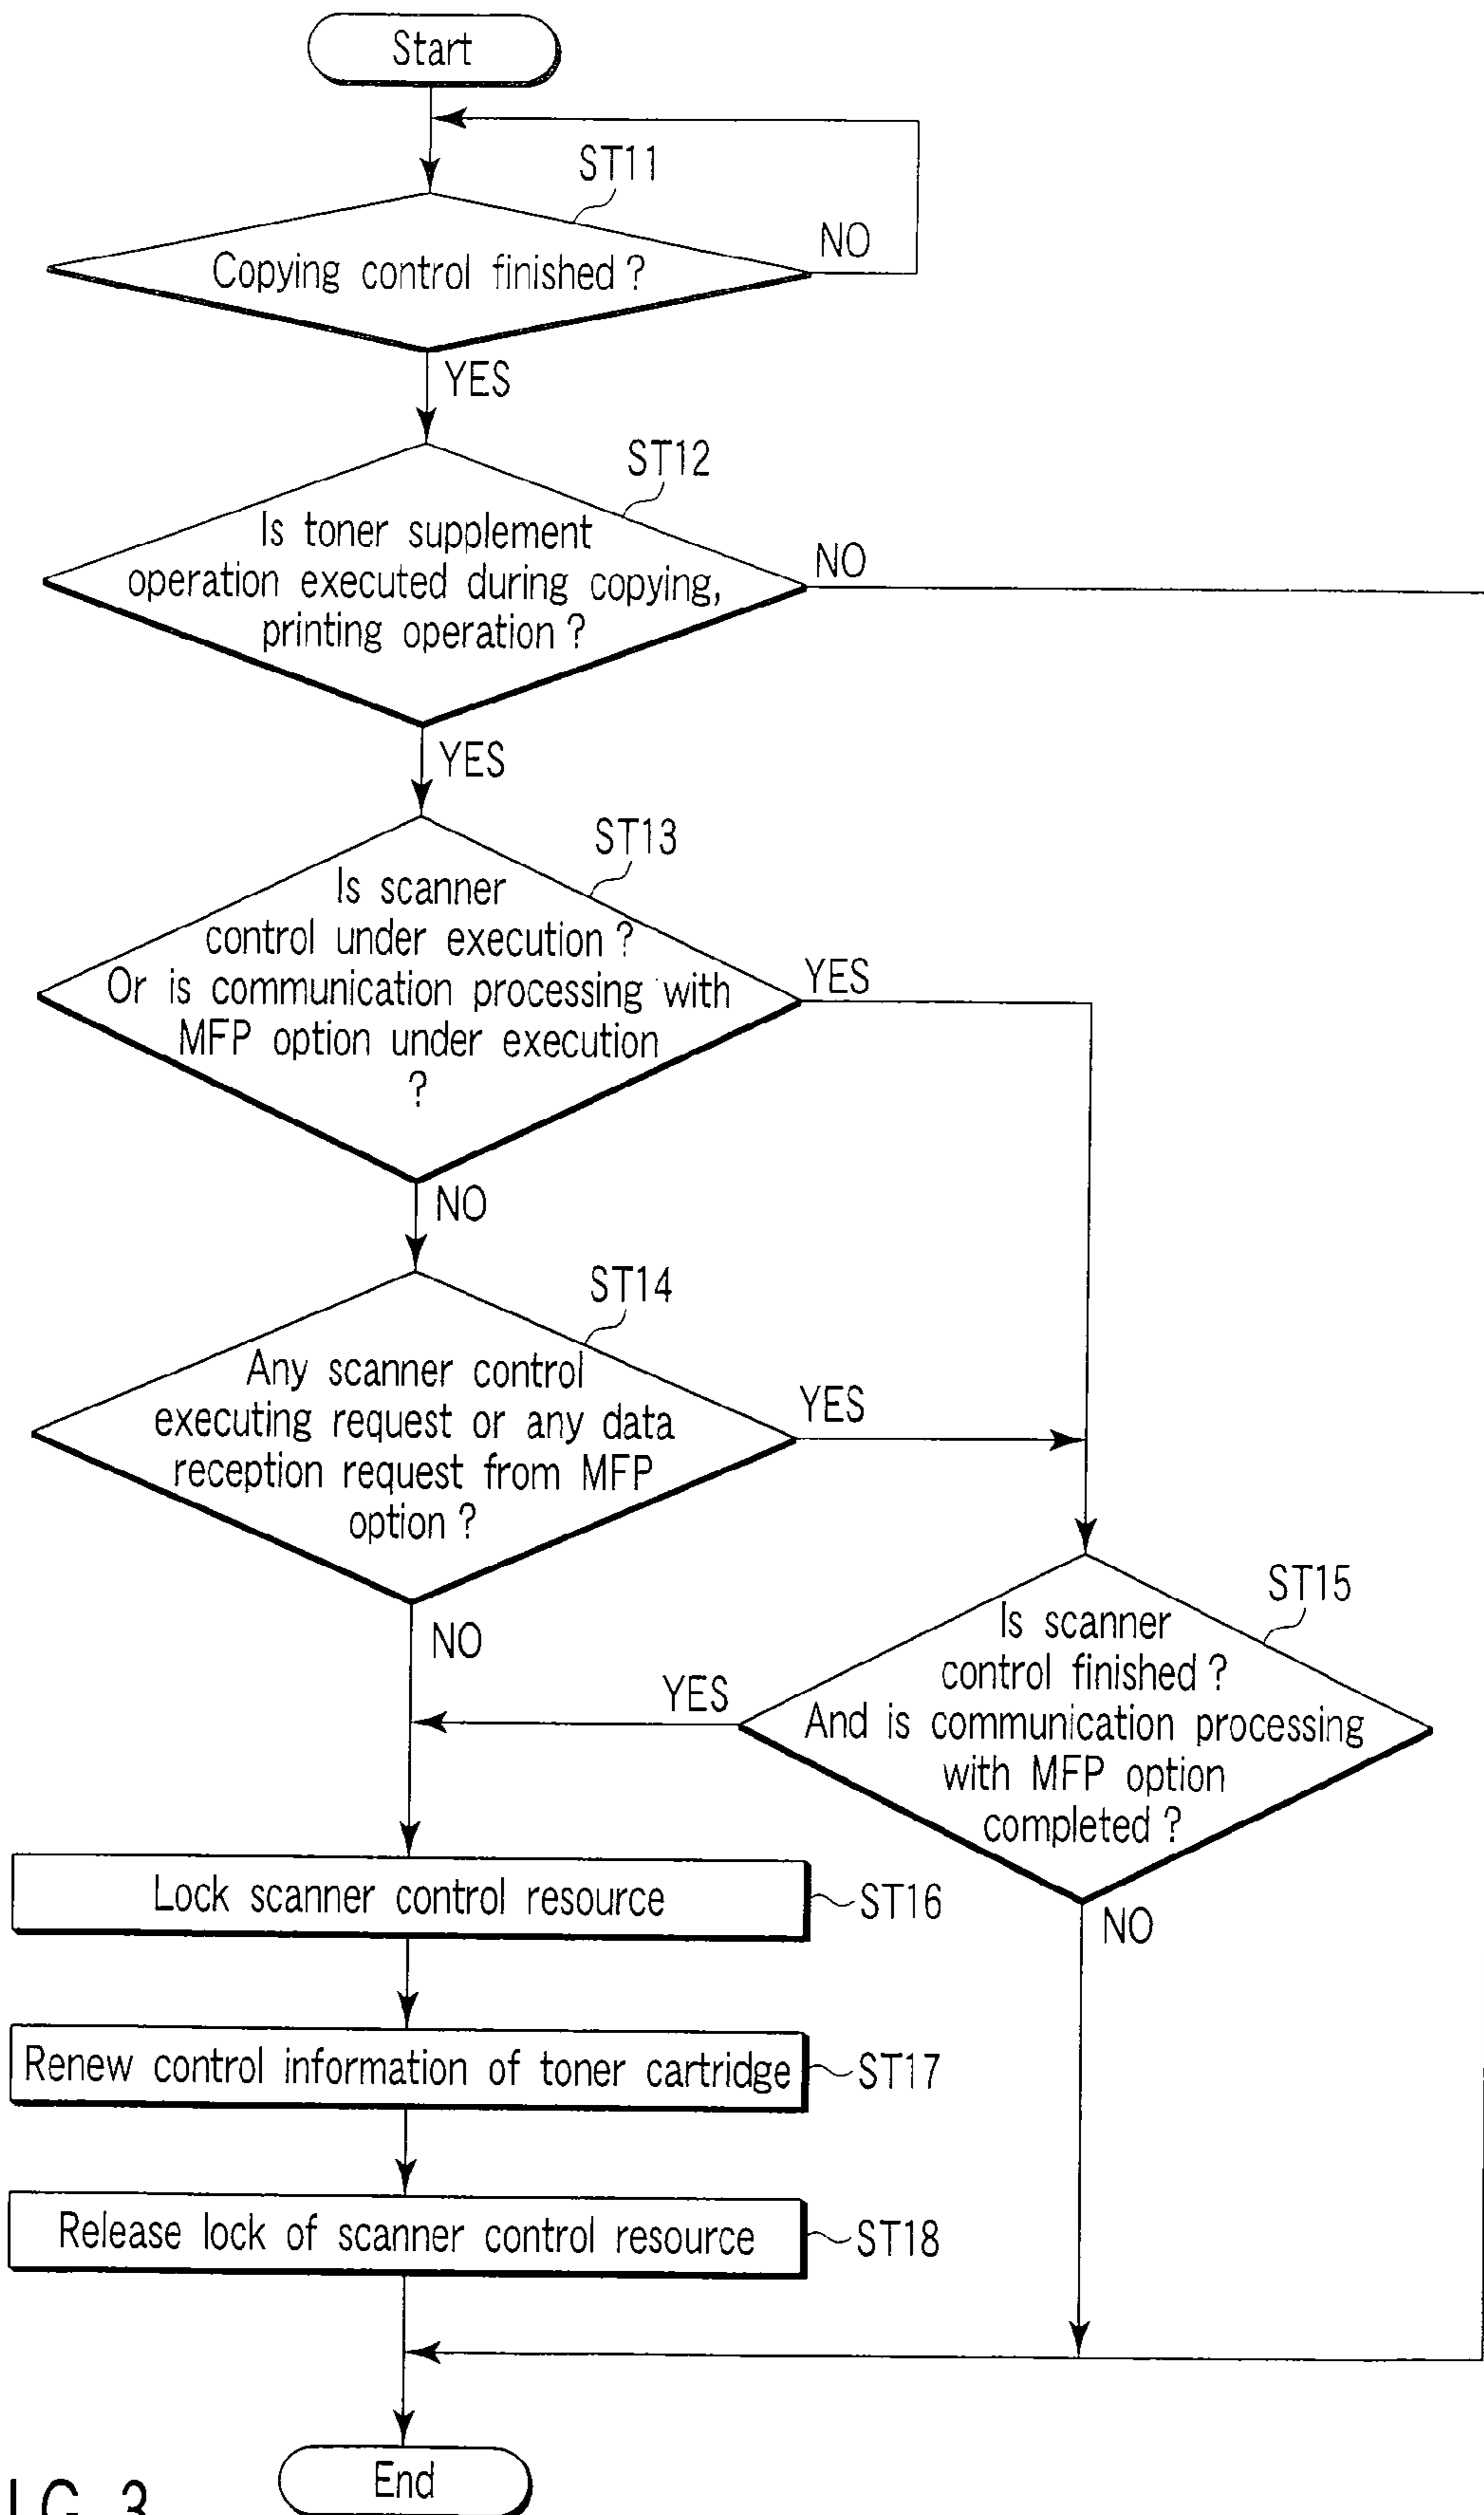 Start
ST11
Copying control finished ?
NO
YES
ST12
Is toner supplement
operation executed during copying,
printing operation ?
NO
YES
ST13
Is scanner
control under execution ?
Or is communication processing with
MFP option under execution
?
YES
NO
ST14
Any scanner control
executing request or any data
reception request from MFP
option ?
YES
NO
ST15
Is scanner
control finished ?
And is communication processing
with MFP option
completed ?
YES
NO
Lock scanner control resource
ST16
Renew control information of toner cartridge
ST17
Release lock of scanner control resource
ST18
End
IG. 3